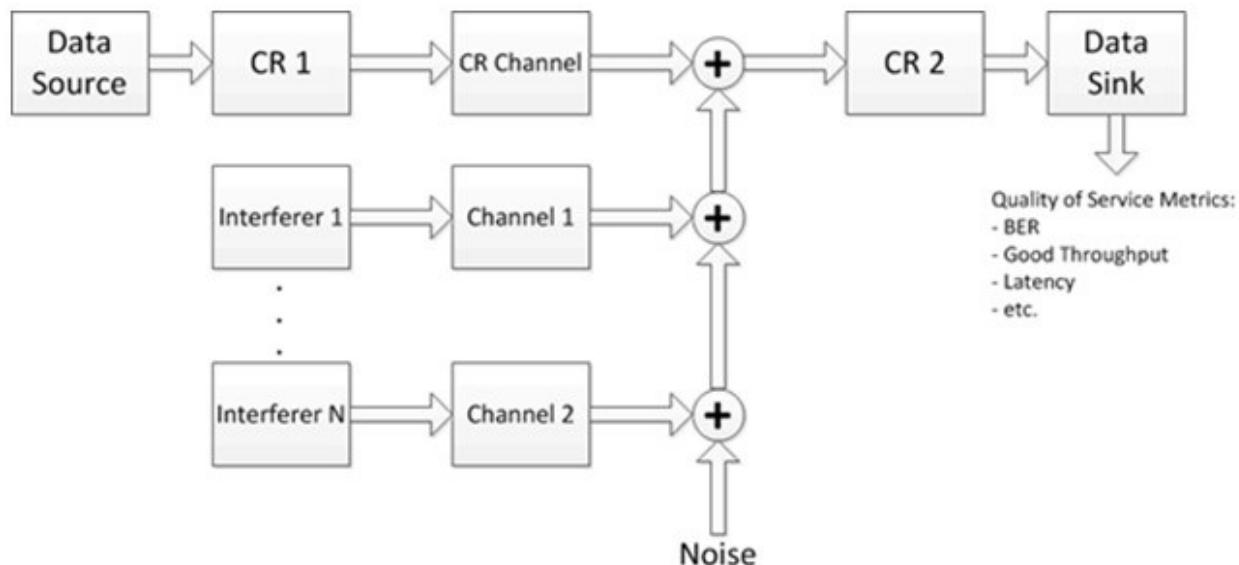 Data
Source
CR 1
CR Channel
+
CR 2
Data
Sink
Interferer 1
Channel 1
+
Quality of Service Metrics:
- BER
- Good Throughput
- Latency
- etc.
Interferer N
Channel 2
+
Noise